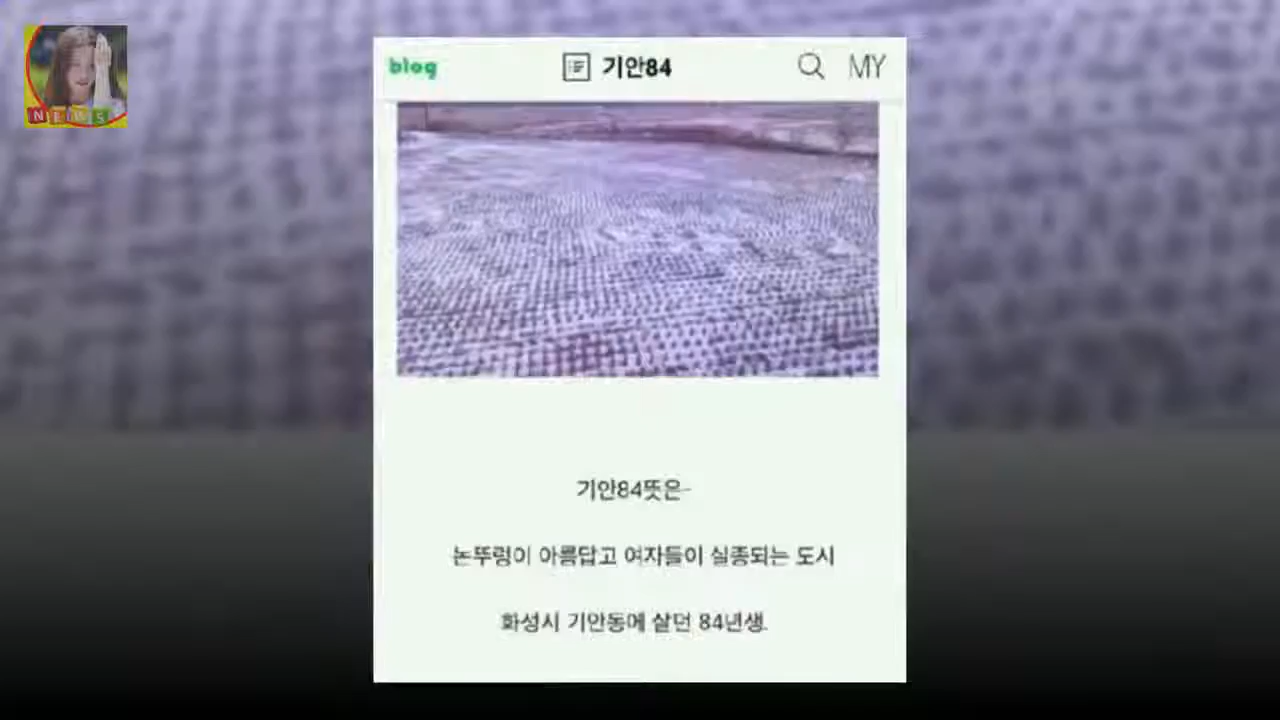 NEWS
blog
기안84
MY
기안84뜻은-
논뚜렁이 아름답고 여자들이 실종되는 도시
화성시 기안동에 살던 84년생.